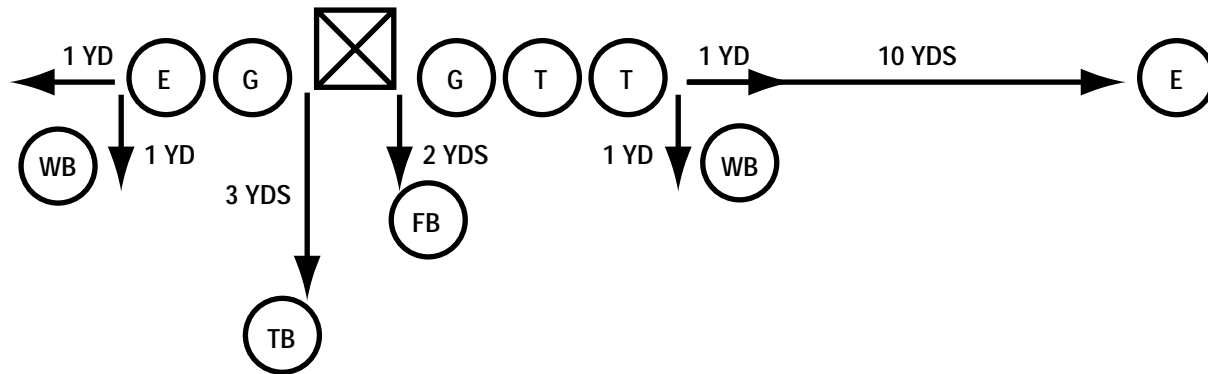 1 YD E G G T T 1 YD 10 YDS E
WB 1 YD 2 YDS 1 YD WB
3 YDS FB
TB